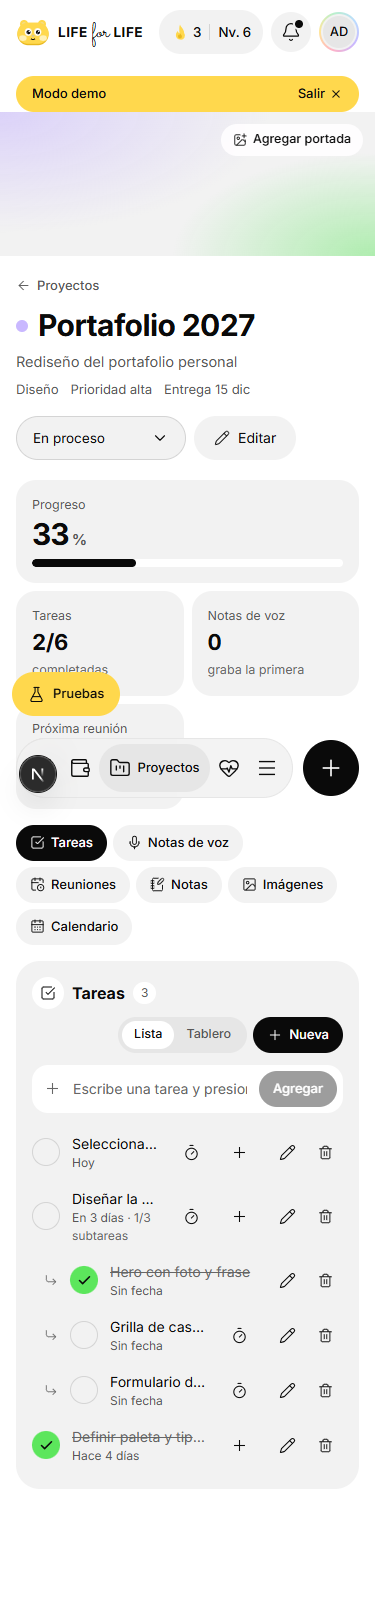 LIFE for LIFE
3
Nv. 6
AD
Modo demo
Salir
Agregar portada
Proyectos
Portafolio 2027
Rediseño del portafolio personal
Diseño Prioridad alta Entrega 15 dic
En proceso
Editar
Progreso
33 %
Tareas
2/6
completadas
Notas de voz
0
graba la primera
Pruebas
Próxima reunión
N
Proyectos
Tareas
Notas de voz
Reuniones
Notas
Imágenes
Calendario
Tareas 3
Lista
Tablero
Nueva
Escribe una tarea y presion
Agregar
Selecciona...
Hoy
Diseñar la ...
En 3 días · 1/3
subtareas
Hero con foto y frase
Sin fecha
Grilla de cas...
Sin fecha
Formulario d...
Sin fecha
Definir paleta y tip...
Hace 4 días